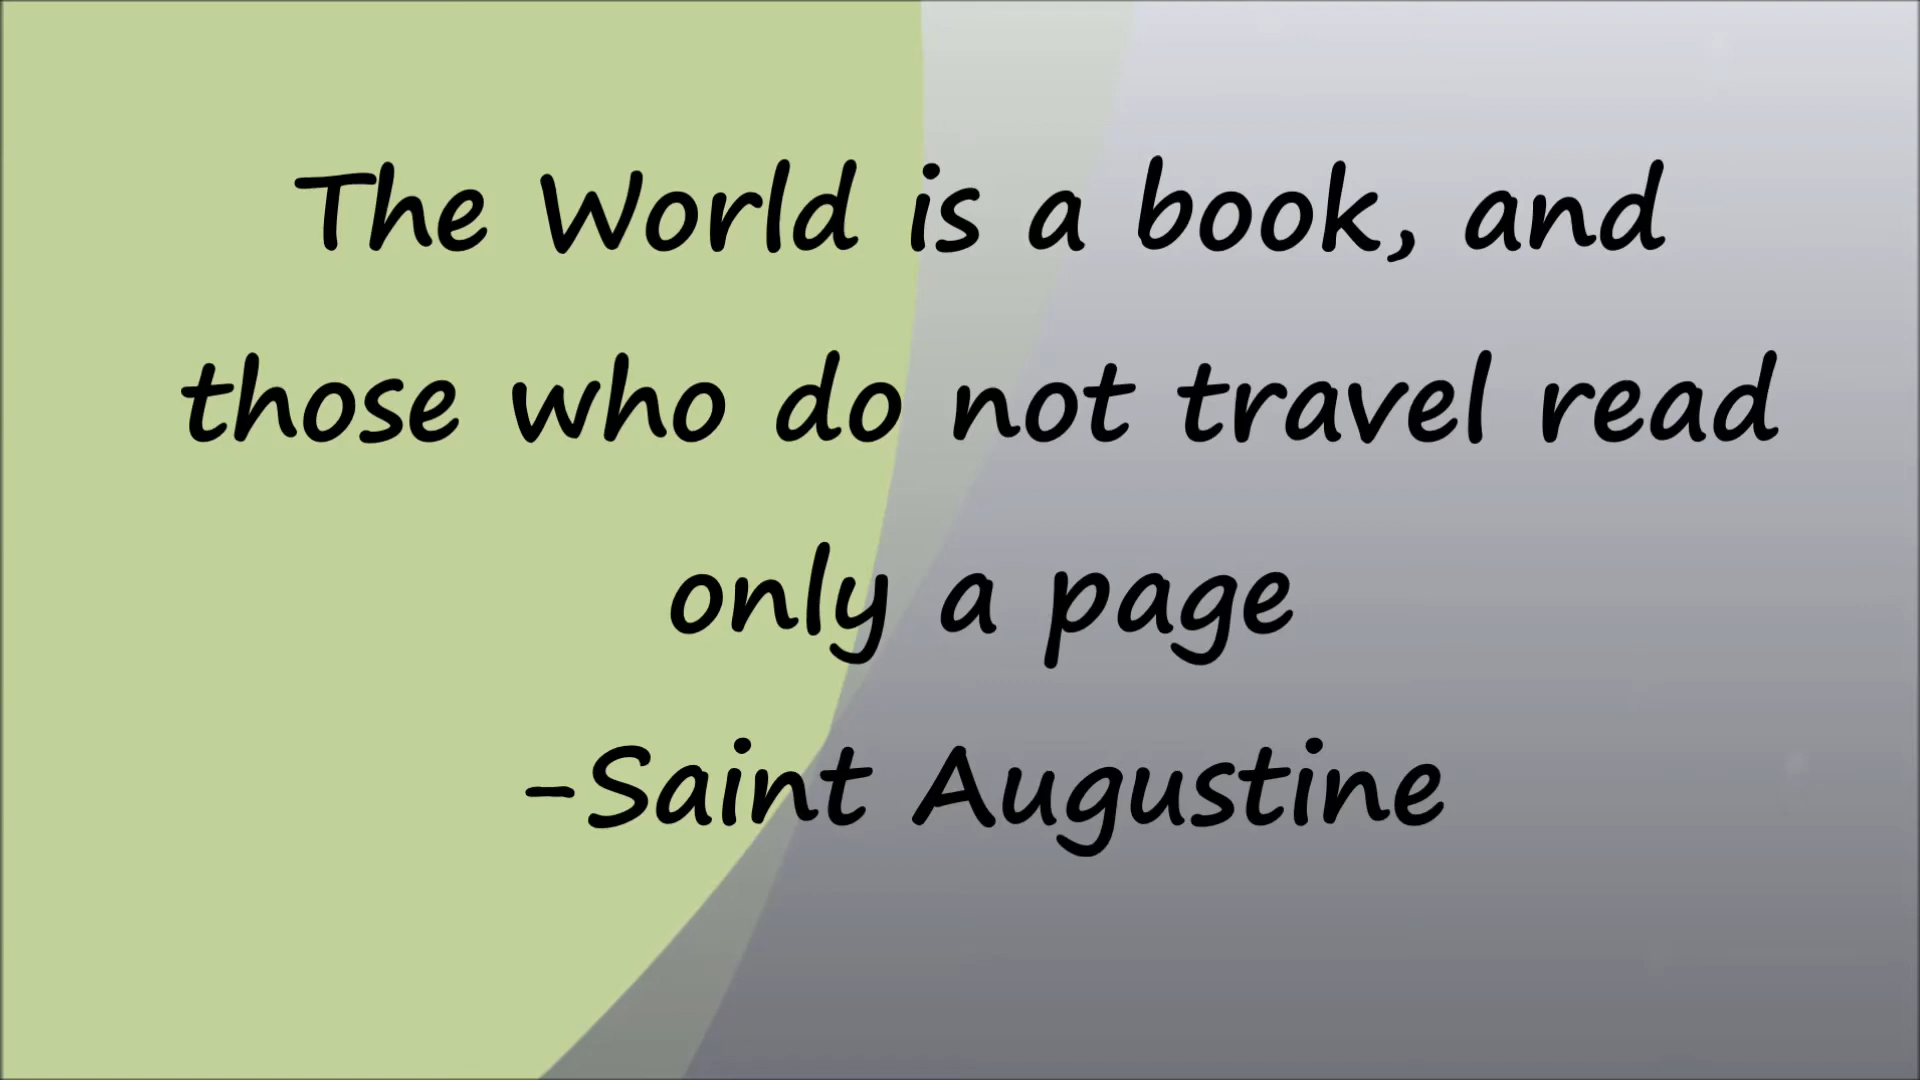 The World is a book, and
those who do not travel read
only a page
-Saint Augustine